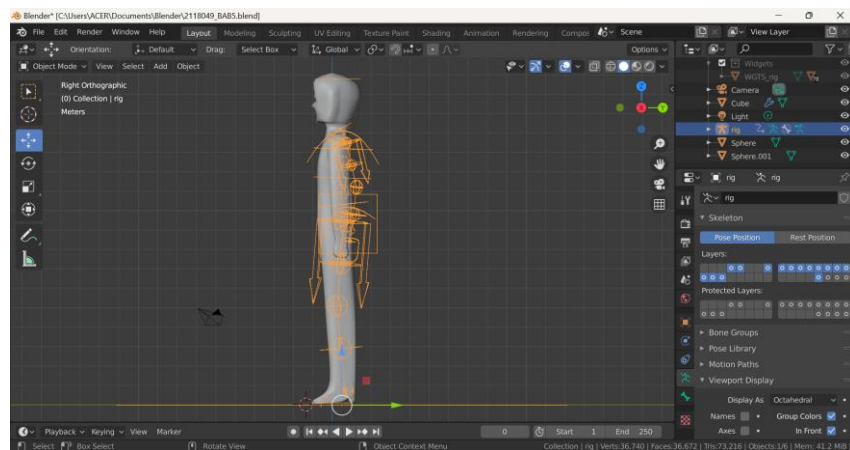 Blender* [C:\Users\ACER\Documents\Blender\2118049_BAB5.blend]
File Edit Render Window Help Layout Modeling Sculpting UV Editing Texture Paint Shading Animation Rendering Compos Scene View Layer
Orientation: Default Drag: Select Box Global Options
Object Mode View Select Add Object
Right Orthographic
(0) Collection | rig
Meters
Widgets
WGTS_rig
Camera
Cube
Light
rig
Sphere
Sphere.001
rig rig
rig
Skeleton
Pose Position Rest Position
Layers:
Protected Layers:
Bone Groups
Pose Library
Motion Paths
Viewport Display
Display As Octahedral
Names Group Colors
Axes In Front
Playback Keying View Marker 0 Start 1 End 250
Select Box Select Rotate View Object Context Menu Collection | rig | Verts:36,740 | Faces:36,672 | Tris:73,216 | Objects:1/6 | Mem: 41.2 MiB